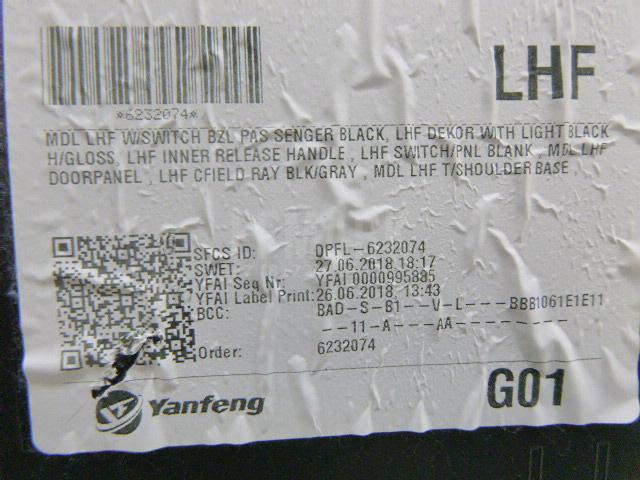 LHF
*6232074*
MDL LHF W/SWITCH BZL PAS SENGER BLACK, LHF DEKOR WITH LIGHT BLACK
H/GLOSS, LHF INNER RELEASE HANDLE , LHF SWITCH/PNL BLANK , MDL LHF
DOORPANEL , LHF CFIELD RAY BLK/GRAY , MDL LHF T/SHOULDER BASE
SFCS ID: DPFL-6232074
SWET: 27.06.2018 18:17
YFAI Seq Nr: YFAI 0000995885
YFAI Label Print: 26.06.2018, 13:43
BCC: BAD-S-B1--V-L----BBB1061E1E11
--11-A---AA-------
Order: 6232074
Yanfeng
G01